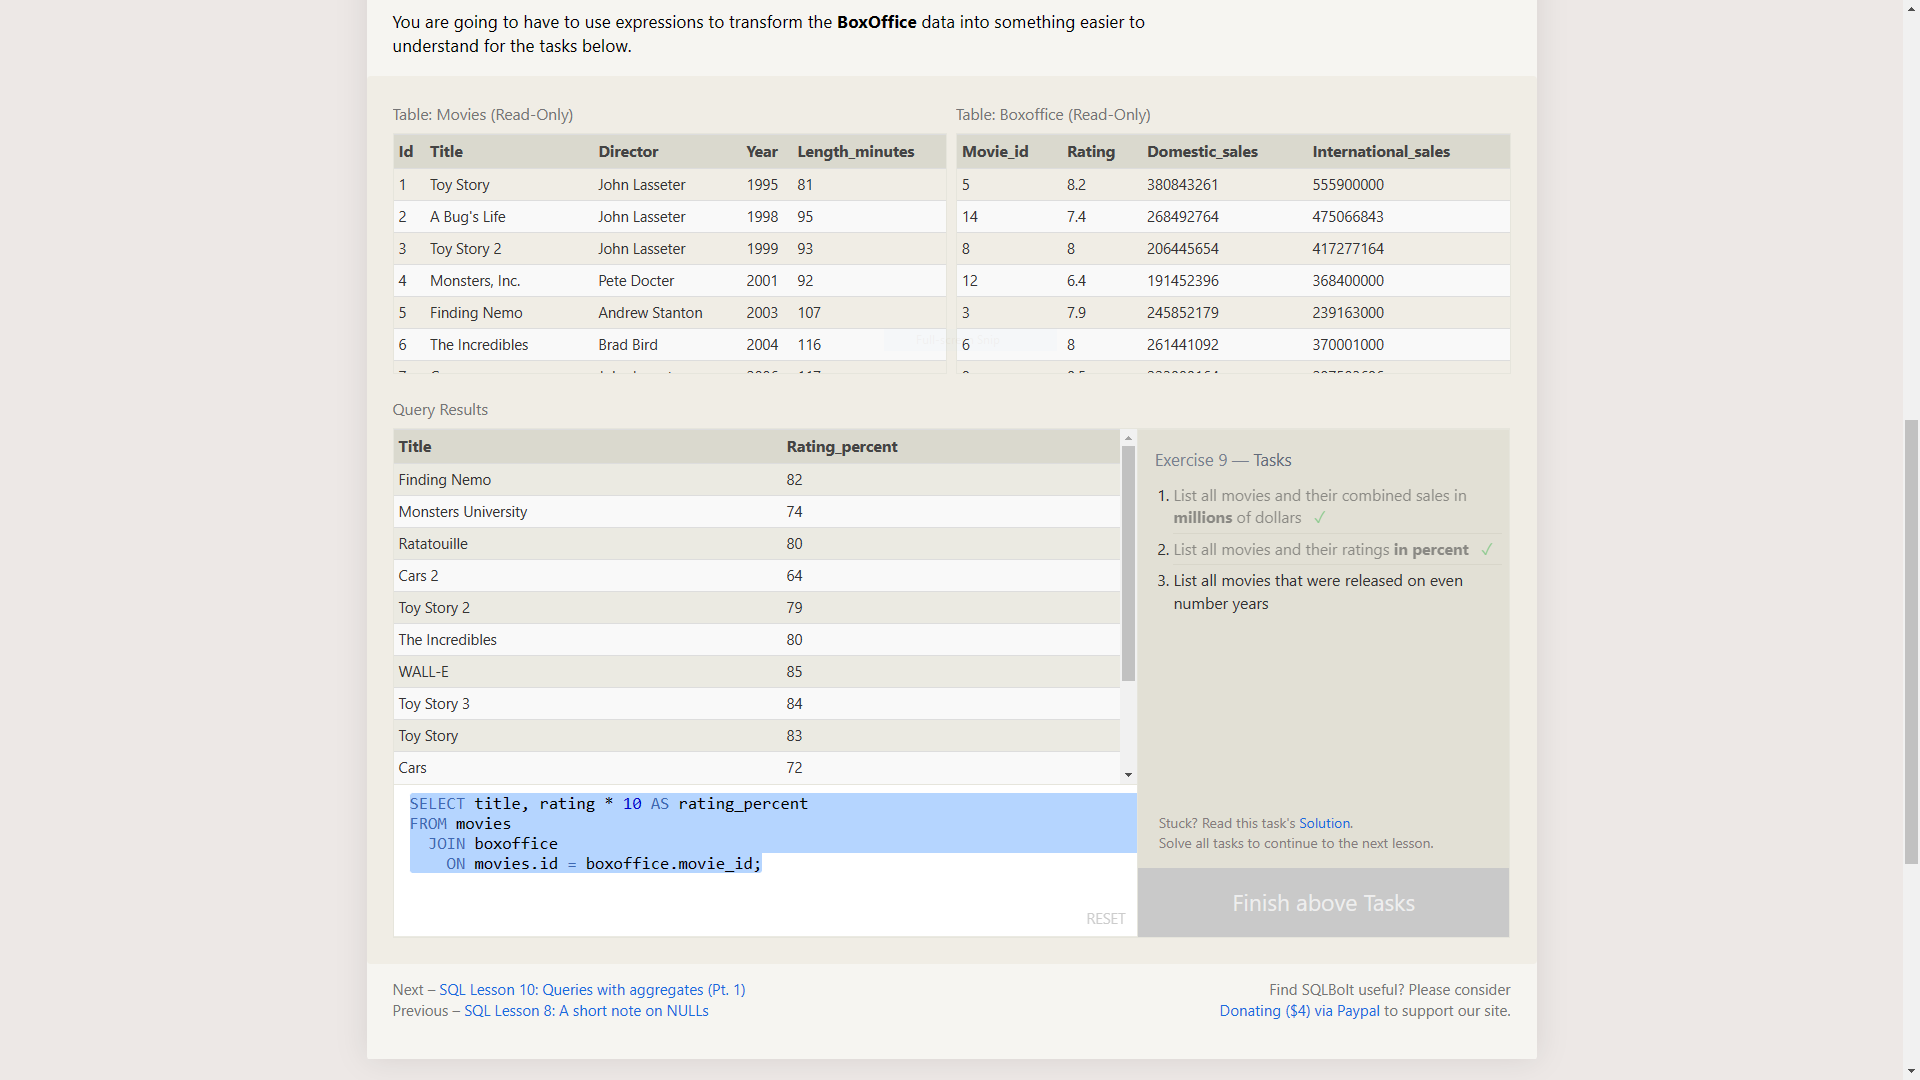 You are going to have to use expressions to transform the BoxOffice data into something easier to
understand for the tasks below.
Table: Movies (Read-Only)
Id Title Director Year Length_minutes
1 Toy Story John Lasseter 1995 81
2 A Bug's Life John Lasseter 1998 95
3 Toy Story 2 John Lasseter 1999 93
4 Monsters, Inc. Pete Docter 2001 92
5 Finding Nemo Andrew Stanton 2003 107
6 The Incredibles Brad Bird 2004 116
Table: Boxoffice (Read-Only)
Movie_id Rating Domestic_sales International_sales
5 8.2 380843261 555900000
14 7.4 268492764 475066843
8 8 206445654 417277164
12 6.4 191452396 368400000
3 7.9 245852179 239163000
6 8 261441092 370001000
Query Results
Title Rating_percent
Finding Nemo 82
Monsters University 74
Ratatouille 80
Cars 2 64
Toy Story 2 79
The Incredibles 80
WALL-E 85
Toy Story 3 84
Toy Story 83
Cars 72
SELECT title, rating * 10 AS rating_percent
FROM movies
JOIN boxoffice
ON movies.id = boxoffice.movie_id;
RESET
Exercise 9 — Tasks
1. List all movies and their combined sales in
millions of dollars ✓
2. List all movies and their ratings in percent ✓
3. List all movies that were released on even
number years
Stuck? Read this task's Solution.
Solve all tasks to continue to the next lesson.
Finish above Tasks
Next – SQL Lesson 10: Queries with aggregates (Pt. 1)
Previous – SQL Lesson 8: A short note on NULLs
Find SQLBolt useful? Please consider
Donating ($4) via Paypal to support our site.